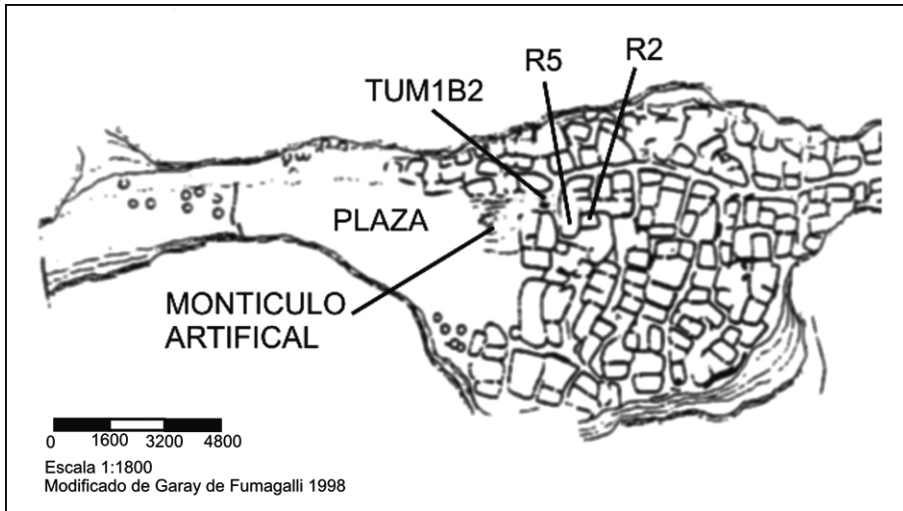 R2
R5
TUM1B2
PLAZA
MONTICULO
ARTIFICAL
0 1600 3200 4800
Escala 1:1800
Modificado de Garay de Fumagalli 1998